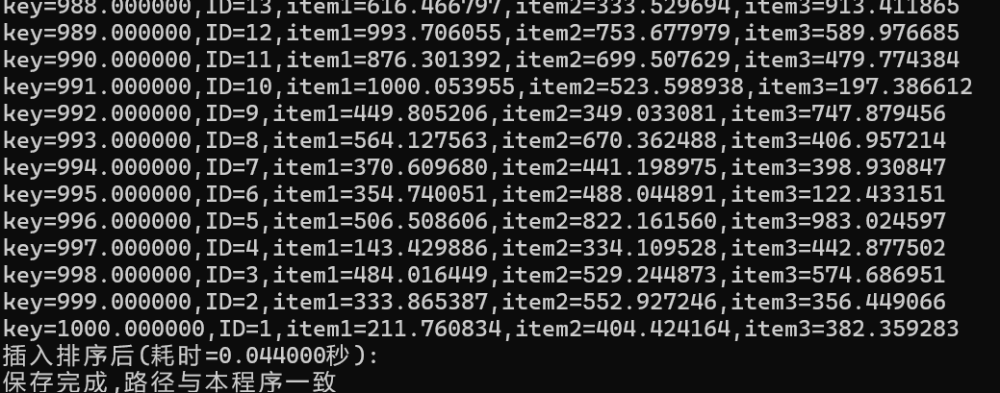 key=988.000000,ID=13,item1=616.466797,item2=333.529694,item3=913.411865
key=989.000000,ID=12,item1=993.706055,item2=753.677979,item3=589.976685
key=990.000000,ID=11,item1=876.301392,item2=699.507629,item3=479.774384
key=991.000000,ID=10,item1=1000.053955,item2=523.598938,item3=197.386612
key=992.000000,ID=9,item1=449.805206,item2=349.033081,item3=747.879456
key=993.000000,ID=8,item1=564.127563,item2=670.362488,item3=406.957214
key=994.000000,ID=7,item1=370.609680,item2=441.198975,item3=398.930847
key=995.000000,ID=6,item1=354.740051,item2=488.044891,item3=122.433151
key=996.000000,ID=5,item1=506.508606,item2=822.161560,item3=983.024597
key=997.000000,ID=4,item1=143.429886,item2=334.109528,item3=442.877502
key=998.000000,ID=3,item1=484.016449,item2=529.244873,item3=574.686951
key=999.000000,ID=2,item1=333.865387,item2=552.927246,item3=356.449066
key=1000.000000,ID=1,item1=211.760834,item2=404.424164,item3=382.359283
插入排序后(耗时=0.044000秒):
保存完成,路径与本程序一致